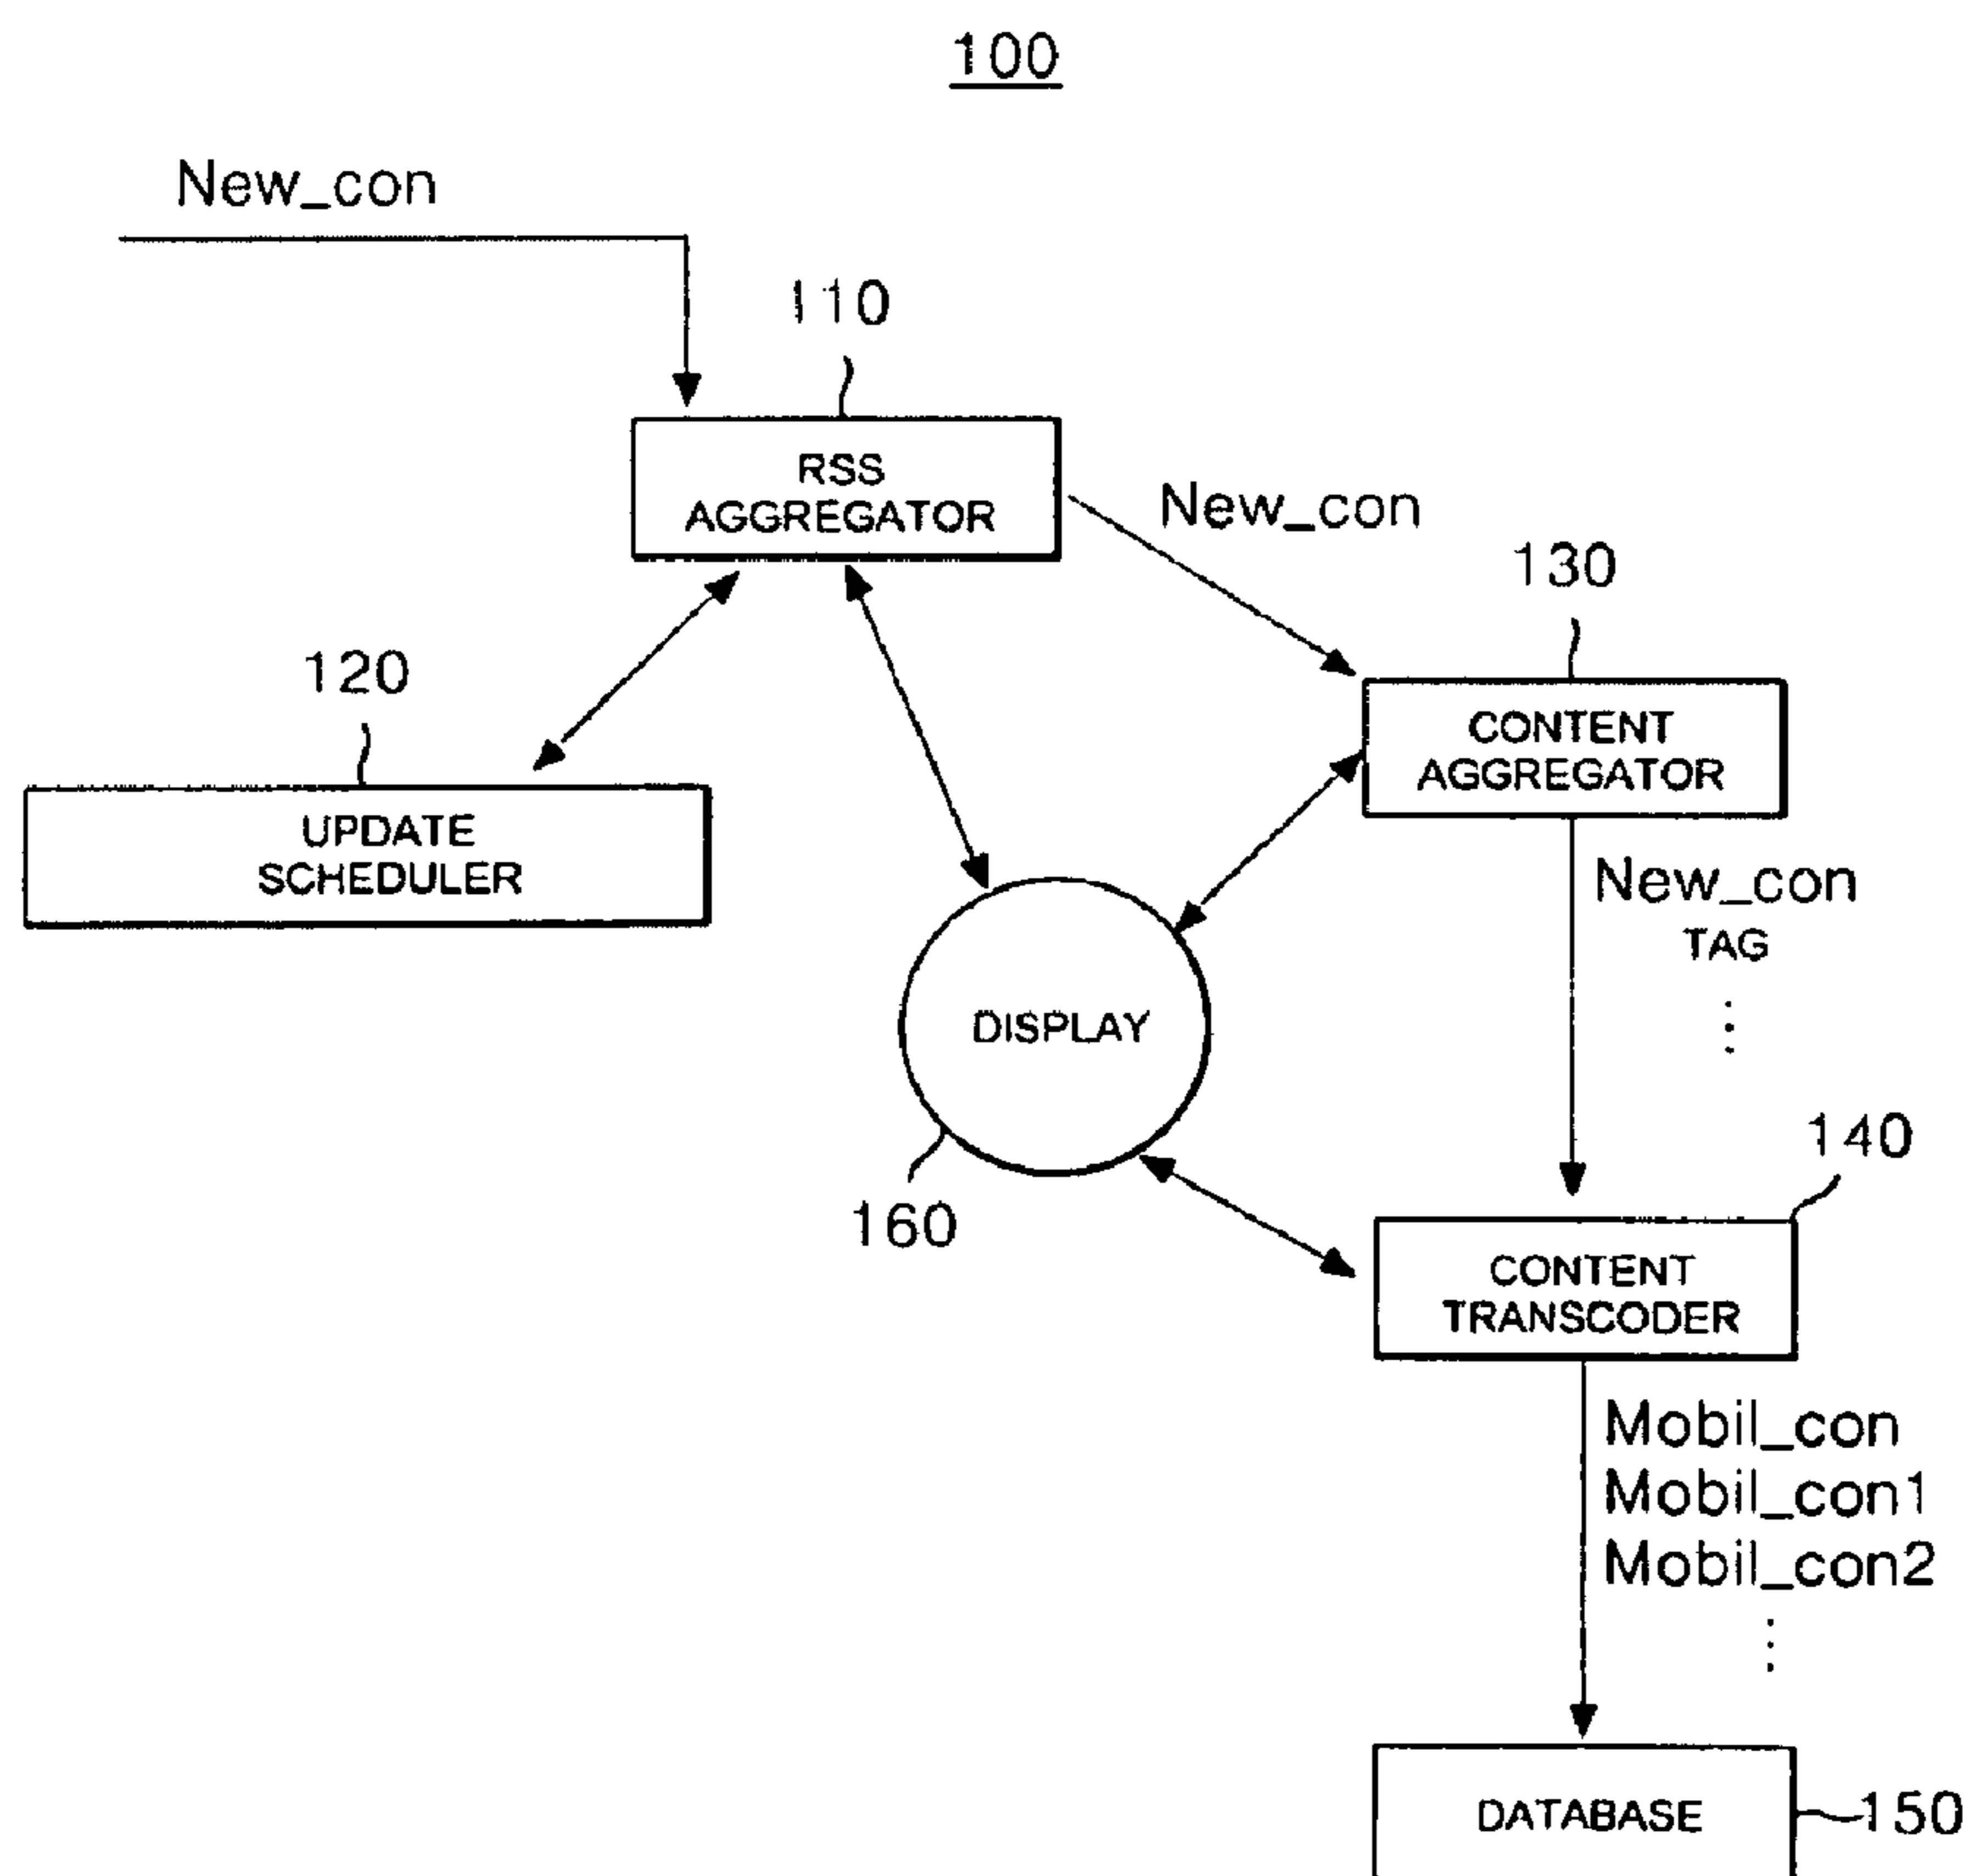 100
New_con
110
RSS
AGGREGATOR
New_con
130
120
CONTENT
AGGREGATOR
UPDATE
SCHEDULER
New_con
TAG
⋮
DISPLAY
140
160
CONTENT
TRANSCODER
Mobil_con
Mobil_con1
Mobil_con2
⋮
DATABASE
150